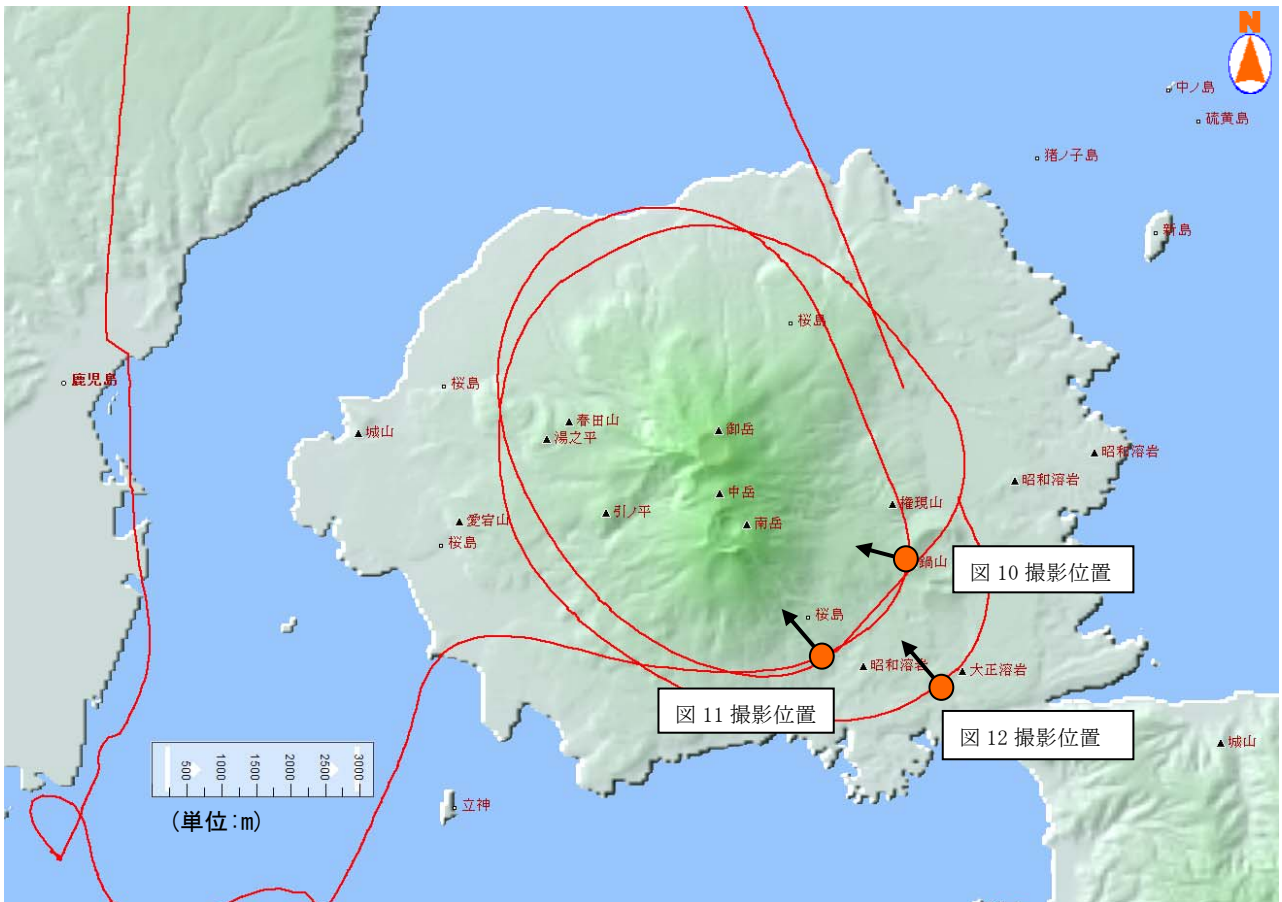 N
中ノ島
硫黄島
猪ノ子島
新島
桜島
鹿児島
桜島
春田山
城山
湯之平
御岳
昭和溶岩
昭和溶岩
中岳
権現山
引ノ平
愛宕山
南岳
桜島
鍋山
図 10 撮影位置
桜島
昭和溶岩
大正溶岩
図 11 撮影位置
図 12 撮影位置
城山
500
1000
1500
2000
2500
3000
立神
(単位:m)